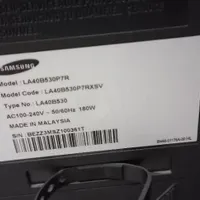 SAMSUNG
Model : LA40B530P7R
Model Code : LA40B530P7RXSV
Type No : LA40B530
AC100-240V ~ 50/60Hz 180W
MADE IN MALAYSIA
S/N :